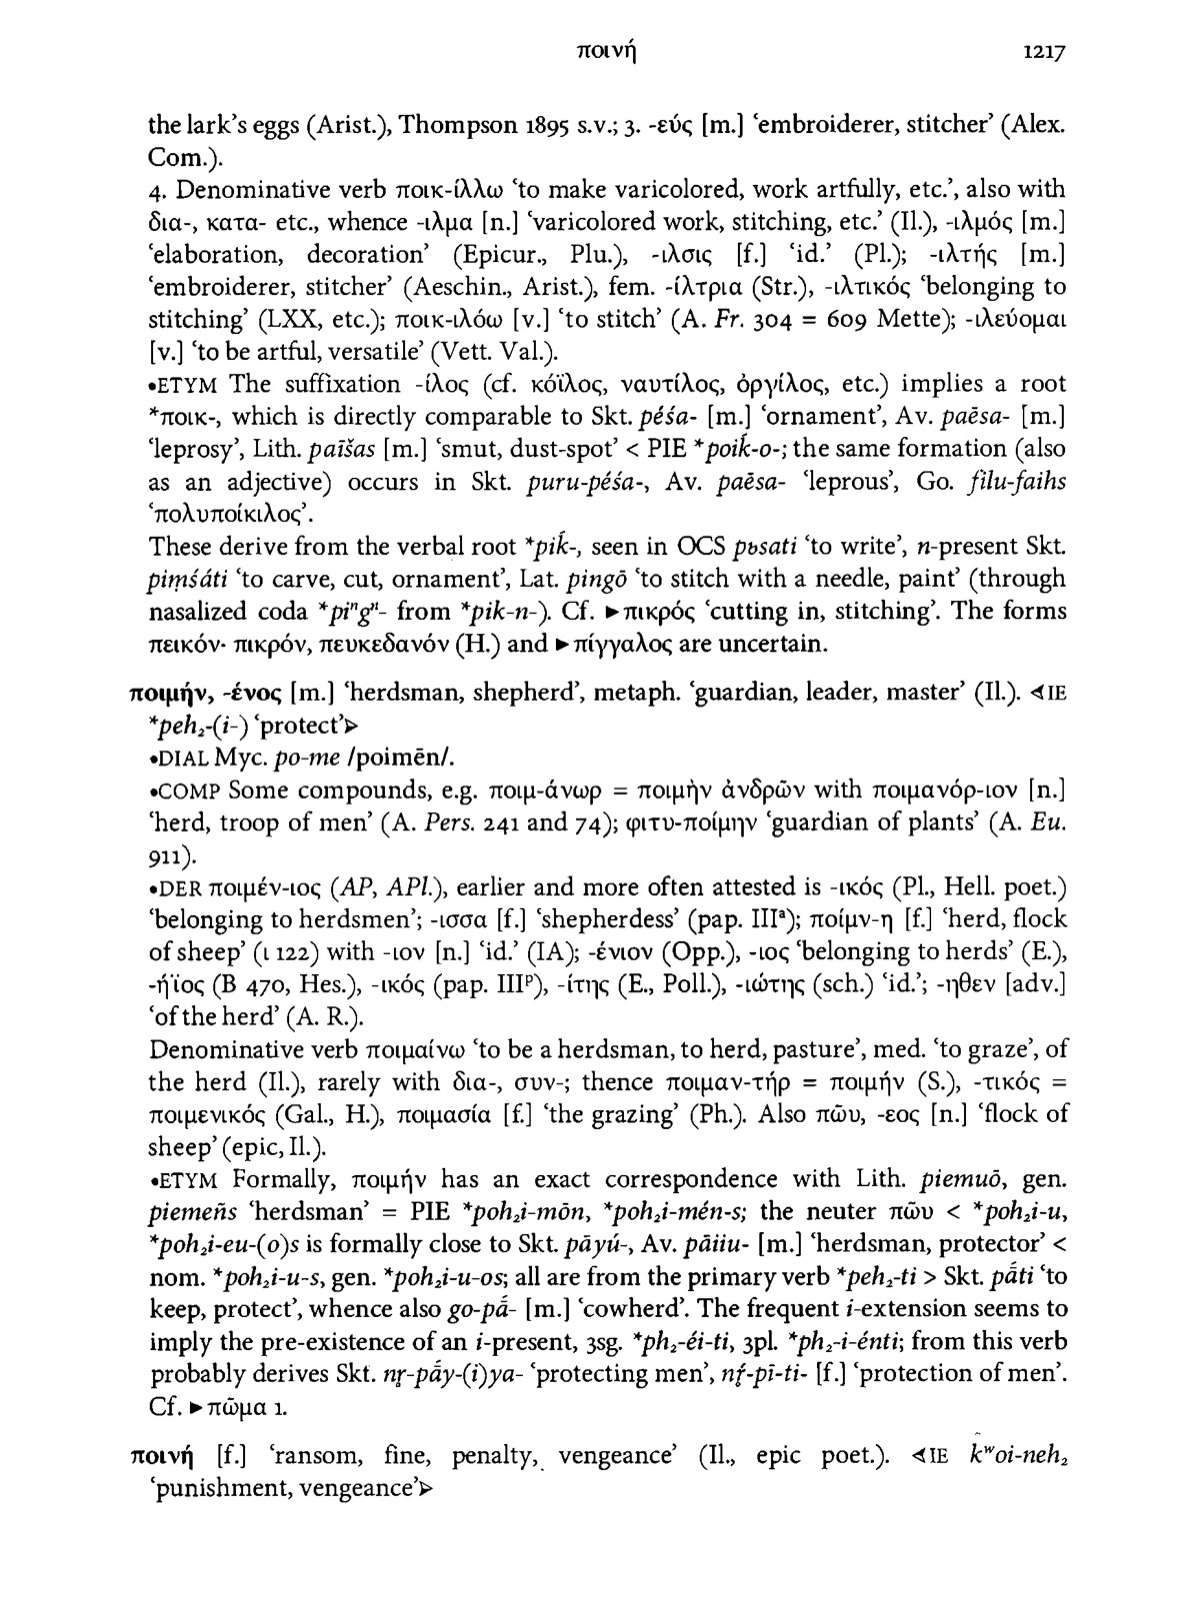 ποινή 1217
the lark’s eggs (Arist.), Thompson 1895 s.v.; 3. -εύς [m.] ‘embroiderer, stitcher’ (Alex.
Com.).
4. Denominative verb ποικ-ίλλω ‘to make varicolored, work artfully, etc.’, also with
δια-, κατα- etc., whence -ιλμα [n.] ‘varicolored work, stitching, etc.’ (Il.), -ιλμός [m.]
‘elaboration, decoration’ (Epicur., Plu.), -ιλσις [f.] ‘id.’ (Pl.); -ιλτής [m.]
‘embroiderer, stitcher’ (Aeschin., Arist.), fem. -ίλτρια (Str.), -ιλτικός ‘belonging to
stitching’ (LXX, etc.); ποικ-ιλόω [v.] ‘to stitch’ (A. Fr. 304 = 609 Mette); -ιλεύομαι
[v.] ‘to be artful, versatile’ (Vett. Val.).
•ETYM The suffixation -ίλος (cf. κόϊλος, ναυτίλος, ὀργίλος, etc.) implies a root
*ποικ-, which is directly comparable to Skt. péśa- [m.] ‘ornament’, Av. paēsa- [m.]
‘leprosy’, Lith. paĩšas [m.] ‘smut, dust-spot’ < PIE *poiḱ-o-; the same formation (also
as an adjective) occurs in Skt. puru-péśa-, Av. paēsa- ‘leprous’, Go. filu-faihs
‘πολυποίκιλος’.
These derive from the verbal root *piḱ-, seen in OCS pьsati ‘to write’, n-present Skt.
piṃśáti ‘to carve, cut, ornament’, Lat. pingō ‘to stitch with a needle, paint’ (through
nasalized coda *piⁿgⁿ- from *pik-n-). Cf. ►πικρός ‘cutting in, stitching’. The forms
πεικόν· πικρόν, πευκεδανόν (H.) and ►πίγγαλος are uncertain.
ποιμήν, -ένος [m.] ‘herdsman, shepherd’, metaph. ‘guardian, leader, master’ (Il.). ⋖IE
*peh₂-(i-) ‘protect’⋗
•DIAL Myc. po-me /poimēn/.
•COMP Some compounds, e.g. ποιμ-άνωρ = ποιμὴν ἀνδρῶν with ποιμανόρ-ιον [n.]
‘herd, troop of men’ (A. Pers. 241 and 74); φιτυ-ποίμην ‘guardian of plants’ (A. Eu.
911).
•DER ποιμέν-ιος (AP, APl.), earlier and more often attested is -ικός (Pl., Hell. poet.)
‘belonging to herdsmen’; -ισσα [f.] ‘shepherdess’ (pap. IIIᵃ); ποίμν-η [f.] ‘herd, flock
of sheep’ (ι 122) with -ιον [n.] ‘id.’ (IA); -ένιον (Opp.), -ιος ‘belonging to herds’ (E.),
-ήϊος (B 470, Hes.), -ικός (pap. IIIᵖ), -ίτης (E., Poll.), -ιώτης (sch.) ‘id.’; -ηθεν [adv.]
‘of the herd’ (A. R.).
Denominative verb ποιμαίνω ‘to be a herdsman, to herd, pasture’, med. ‘to graze’, of
the herd (Il.), rarely with δια-, συν-; thence ποιμαν-τήρ = ποιμήν (S.), -τικός =
ποιμενικός (Gal., H.), ποιμασία [f.] ‘the grazing’ (Ph.). Also πῶυ, -εος [n.] ‘flock of
sheep’ (epic, Il.).
•ETYM Formally, ποιμήν has an exact correspondence with Lith. piemuō, gen.
piemeñs ‘herdsman’ = PIE *poh₂i-mōn, *poh₂i-mén-s; the neuter πῶυ < *poh₂i-u,
*poh₂i-eu-(o)s is formally close to Skt. pāyú-, Av. pāiiu- [m.] ‘herdsman, protector’ <
nom. *poh₂i-u-s, gen. *poh₂i-u-os; all are from the primary verb *peh₂-ti > Skt. pā́ti ‘to
keep, protect’, whence also go-pā́- [m.] ‘cowherd’. The frequent i-extension seems to
imply the pre-existence of an i-present, 3sg. *ph₂-éi-ti, 3pl. *ph₂-i-énti; from this verb
probably derives Skt. nṛ-pā́y-(i)ya- ‘protecting men’, nṛ́-pī-ti- [f.] ‘protection of men’.
Cf. ►πῶμα 1.
ποινή [f.] ‘ransom, fine, penalty, vengeance’ (Il., epic poet.). ⋖IE kʷoi-neh₂
‘punishment, vengeance’⋗